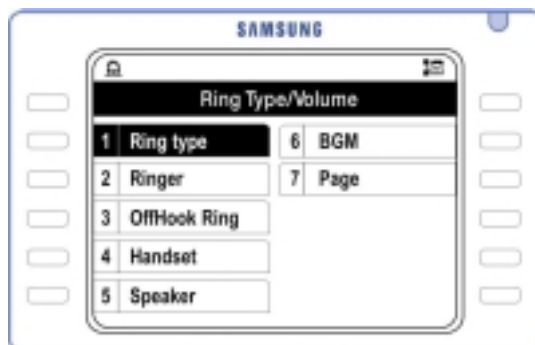 SAMSUNG
Ring Type/Volume
1 Ring type
2 Ringer
3 OffHook Ring
4 Handset
5 Speaker
6 BGM
7 Page